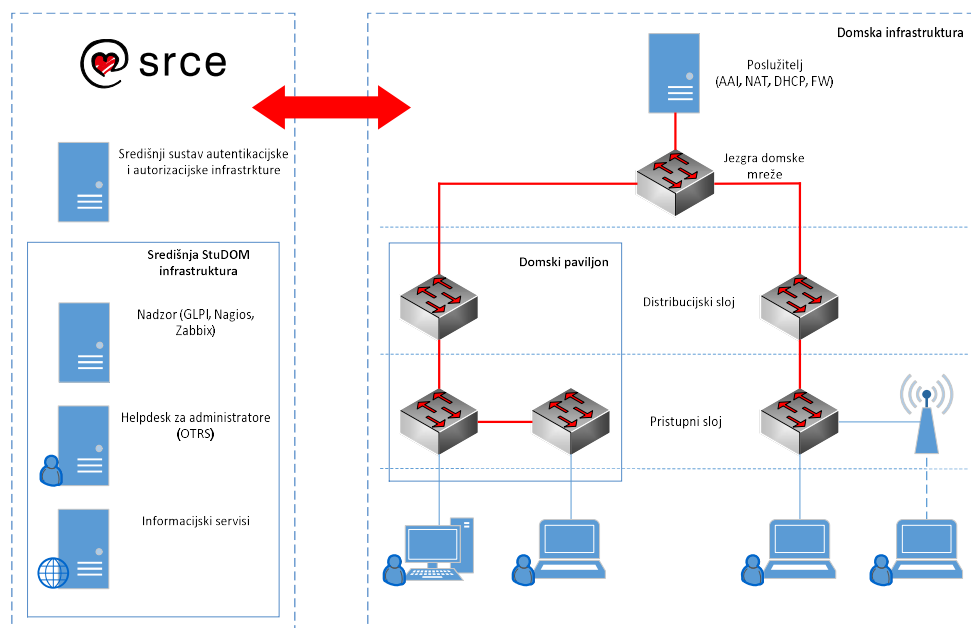 srce
Središnji sustav autentikacijske
i autorizacijske infrastrkture
Središnja StuDOM
infrastruktura
Nadzor (GLPI, Nagios,
Zabbix)
Helpdesk za administratore
(OTRS)
Informacijski servisi
Domska infrastruktura
Poslužitelj
(AAI, NAT, DHCP, FW)
Jezgra domske
mreže
Domski paviljon
Distribucijski sloj
Pristupni sloj